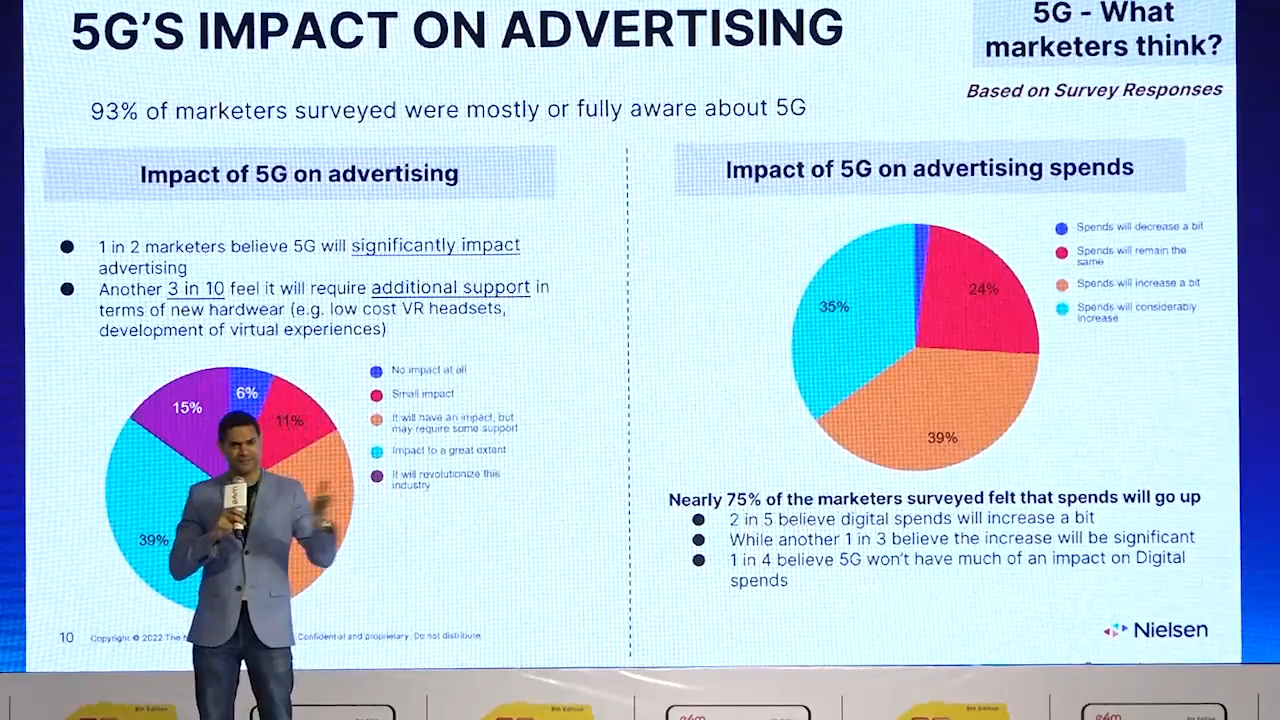 5G'S IMPACT ON ADVERTISING
5G - What
marketers think?
Based on Survey Responses
93% of marketers surveyed were mostly or fully aware about 5G
Impact of 5G on advertising
1 in 2 marketers believe 5G will significantly impact
advertising
Another 3 in 10 feel it will require additional support in
terms of new hardwear (e.g. low cost VR headsets,
development of virtual experiences)
6%
15%
11%
39%
No impact at all
Small impact
It will have an impact, but
may require some support
Impact to a great extent
It will revolutionize this
industry
Impact of 5G on advertising spends
24%
35%
39%
Spends will decrease a bit
Spends will remain the
same
Spends will increase a bit
Spends will considerably
increase
Nearly 75% of the marketers surveyed felt that spends will go up
2 in 5 believe digital spends will increase a bit
While another 1 in 3 believe the increase will be significant
1 in 4 believe 5G won't have much of an impact on Digital
spends
10
Copyright © 2022 The
Confidential and proprietary. Do not distribute.
Nielsen
e4m
8th Edition
e4m
8th Edition
8th Edition
e4m